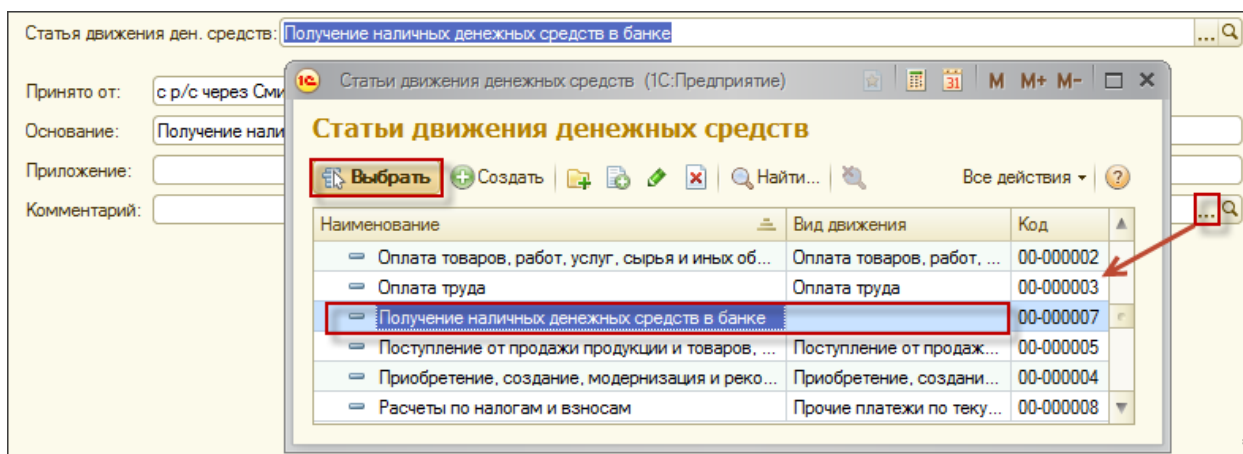 Статья движения ден. средств: Получение наличных денежных средств в банке ...
Статьи движения денежных средств (1С:Предприятие) 31 M M+ M-
Принято от: с р/с через Сми
Основание: Получение нали
Статьи движения денежных средств
Приложение:
Выбрать Создать Найти... Все действия ?
Комментарий: ...
Наименование Вид движения Код
Оплата товаров, работ, услуг, сырья и иных об... Оплата товаров, работ, ... 00-000002
Оплата труда Оплата труда 00-000003
Получение наличных денежных средств в банке 00-000007
Поступление от продажи продукции и товаров, ... Поступление от продаж... 00-000005
Приобретение, создание, модернизация и реко... Приобретение, создани... 00-000004
Расчеты по налогам и взносам Прочие платежи по теку... 00-000008